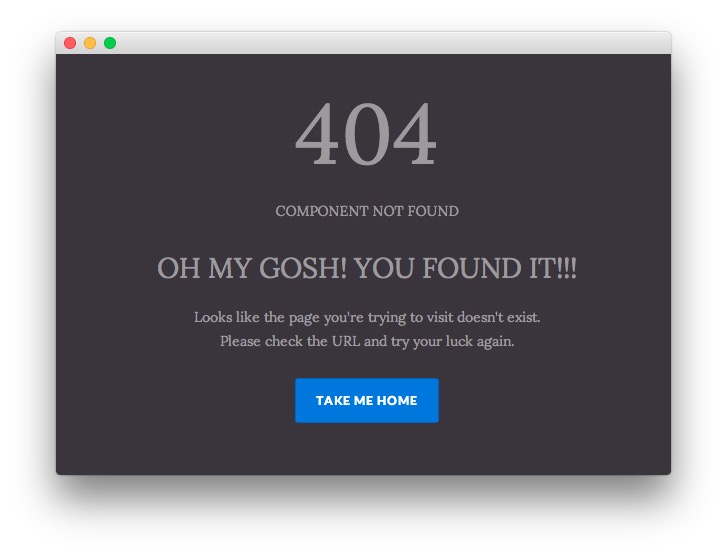 404
COMPONENT NOT FOUND
OH MY GOSH! YOU FOUND IT!!!
Looks like the page you're trying to visit doesn't exist.
Please check the URL and try your luck again.
TAKE ME HOME